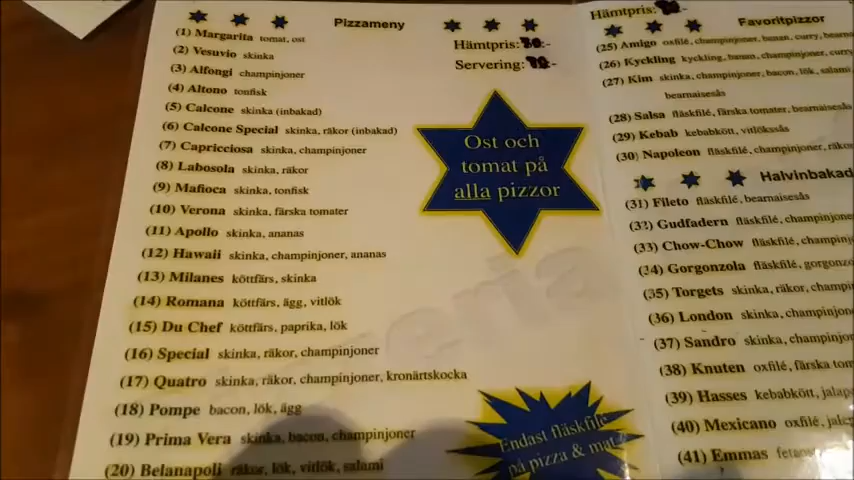 Pizzameny
(1) Margarita tomat, ost
(2) Vesuvio skinka
(3) Alfongi champinjoner
(4) Altono tonfisk
(5) Calcone skinka (inbakad)
(6) Calcone Special skinka, räkor (inbakad)
(7) Capricciosa skinka, champinjoner
(8) Labosola skinka, räkor
(9) Mafioca skinka, tonfisk
(10) Verona skinka, färska tomater
(11) Apollo skinka, ananas
(12) Hawaii skinka, champinjoner, ananas
(13) Milanes köttfärs, skinka
(14) Romana köttfärs, ägg, vitlök
(15) Du Chef köttfärs, paprika, lök
(16) Special skinka, räkor, champinjoner
(17) Quatro skinka, räkor, champinjoner, kronärtskocka
(18) Pompe bacon, lök, ägg
(19) Prima Vera skinka, bacon, champinjoner
(20) Belanapoli räkor, lök, vitlök, salami
Hämtpris:
Servering:
Ost och
tomat på
alla pizzor
Endast fläskfile
på pizza & mat
Hämtpris:
Favoritpizzor
(25) Amigo oxfilé, champinjoner, banan, curry,
(26) Kyckling kyckling, banan, champinjoner, curry
(27) Kim skinka, champinjoner, bacon, lök, salami
bearnaisesås
(28) Salsa fläskfilé, färska tomater, bearnaisesås
(29) Kebab kebabkött, vitlökssås
(30) Napoleon fläskfilé, champinjoner,
Halvinbakad
(31) Fileto fläskfilé, bearnaisesås
(32) Gudfadern fläskfilé,
(33) Chow-Chow fläskfilé,
(34) Gorgonzola fläskfilé,
(35) Torgets skinka, räkor,
(36) London skinka,
(37) Sandro skinka,
(38) Knuten oxfilé, färska
(39) Hasses kebabkött,
(40) Mexicano oxfilé,
(41) Emmas